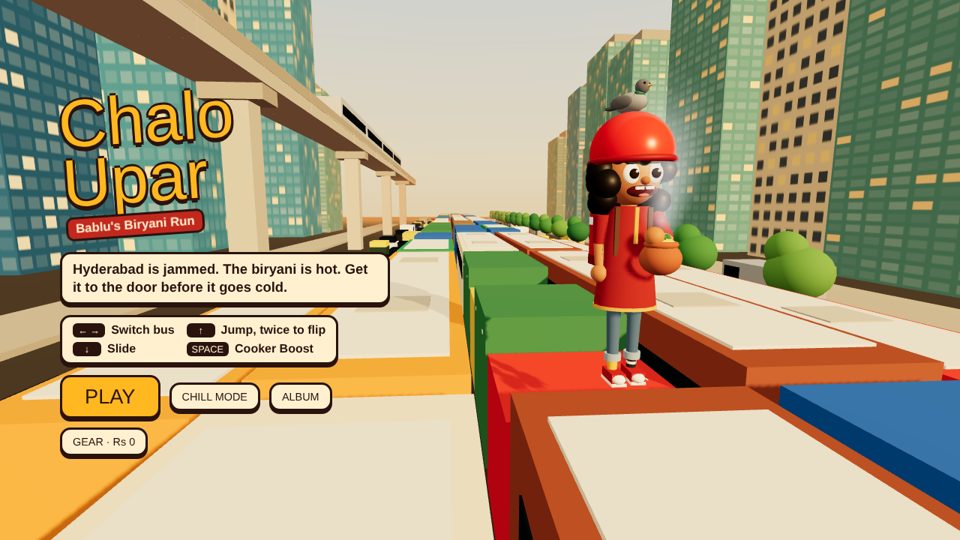 Chalo
Upar
Bablu's Biryani Run
Hyderabad is jammed. The biryani is hot. Get
it to the door before it goes cold.
← → Switch bus ↑ Jump, twice to flip
↓ Slide SPACE Cooker Boost
PLAY CHILL MODE ALBUM
GEAR · Rs 0